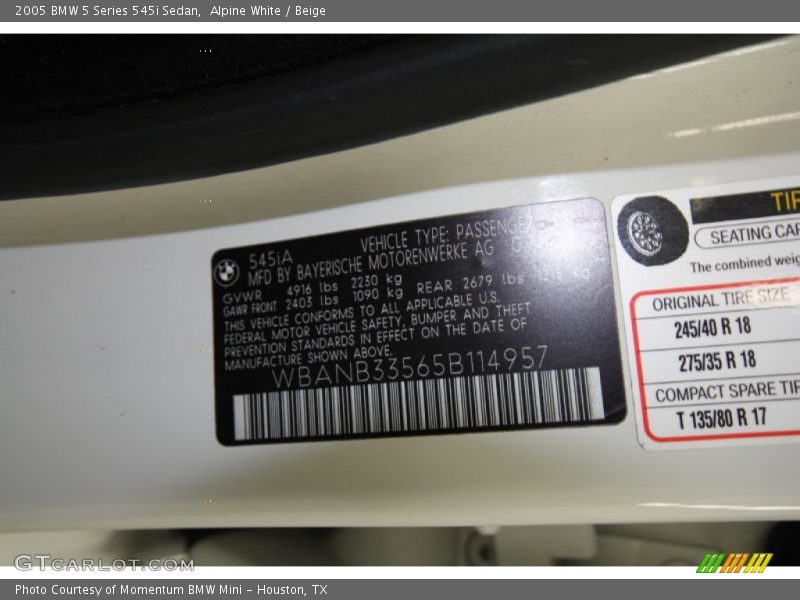 2005 BMW 5 Series 545i Sedan,  Alpine White / Beige
545iA VEHICLE TYPE: PASSENGER
MFD BY BAYERISCHE MOTORENWERKE AG
GVWR 4916 lbs 2230 kg
GAWR FRONT 2403 lbs 1090 kg REAR 2679 lbs kg
THIS VEHICLE CONFORMS TO ALL APPLICABLE U.S.
FEDERAL MOTOR VEHICLE SAFETY, BUMPER AND THEFT
PREVENTION STANDARDS IN EFFECT ON THE DATE OF
MANUFACTURE SHOWN ABOVE.
WBANB33565B114957
TIR
SEATING CAP
The combined weig
ORIGINAL TIRE SIZE
245/40 R 18
275/35 R 18
COMPACT SPARE TIR
T 135/80 R 17
GTCARLOT.COM
Photo Courtesy of Momentum BMW Mini - Houston, TX